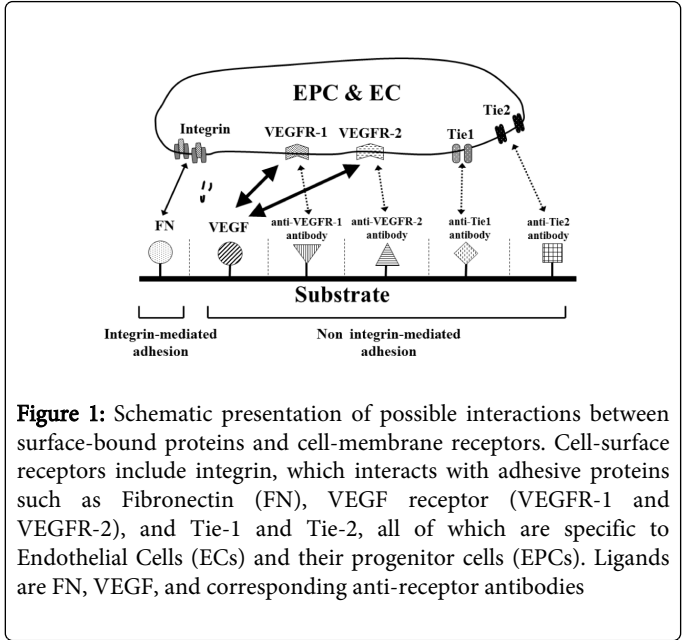 EPC & EC
Integrin
VEGFR-1
VEGFR-2
Tie1
Tie2
FN
VEGF
anti-VEGFR-1
antibody
anti-VEGFR-2
antibody
anti-Tie1
antibody
anti-Tie2
antibody
Substrate
Integrin-mediated
adhesion
Non integrin-mediated
adhesion
Figure 1: Schematic presentation of possible interactions between
surface-bound proteins and cell-membrane receptors. Cell-surface
receptors include integrin, which interacts with adhesive proteins
such as Fibronectin (FN), VEGF receptor (VEGFR-1 and
VEGFR-2), and Tie-1 and Tie-2, all of which are specific to
Endothelial Cells (ECs) and their progenitor cells (EPCs). Ligands
are FN, VEGF, and corresponding anti-receptor antibodies